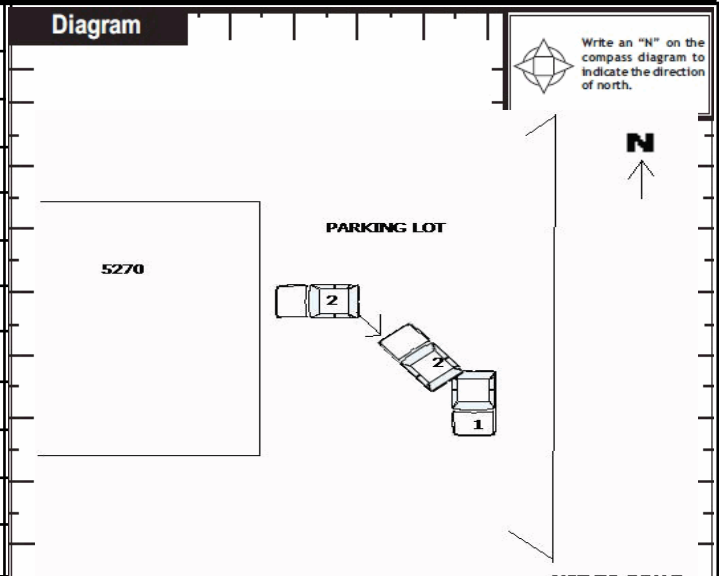 Diagram
Write an “N” on the
compass diagram to
indicate the direction
of north.
N
PARKING LOT
5270
2
2
1